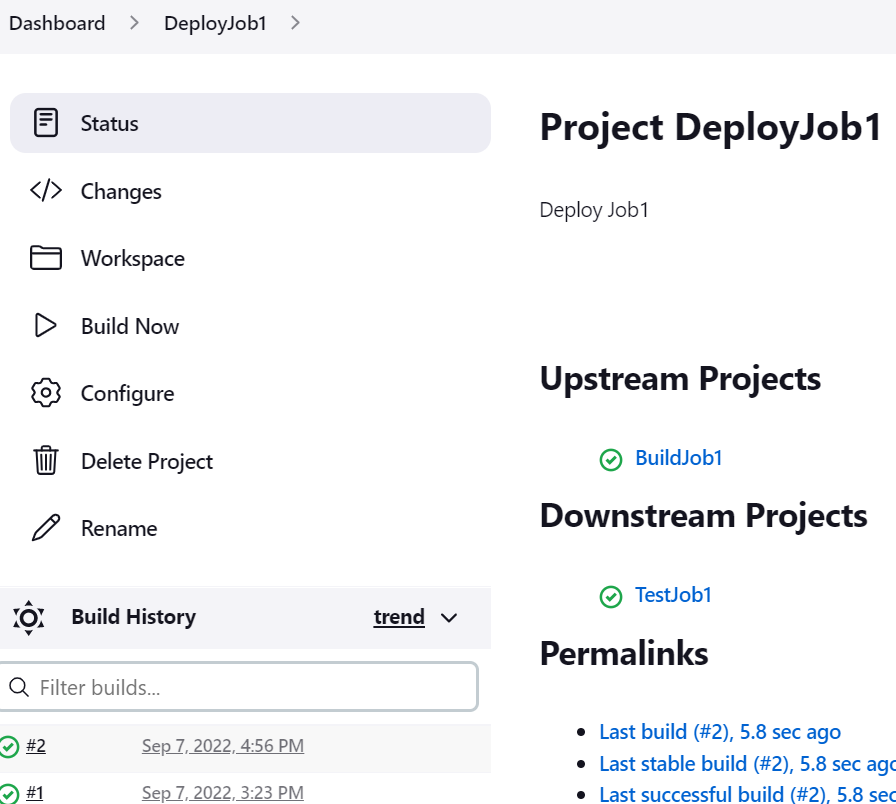 Dashboard > DeployJob1 >
Status
Changes
Workspace
Build Now
Configure
Delete Project
Rename
Build History trend
Filter builds...
#2 Sep 7, 2022, 4:56 PM
#1 Sep 7, 2022, 3:23 PM
Project DeployJob1
Deploy Job1
Upstream Projects
BuildJob1
Downstream Projects
TestJob1
Permalinks
Last build (#2), 5.8 sec ago
Last stable build (#2), 5.8 sec ago
Last successful build (#2), 5.8 sec